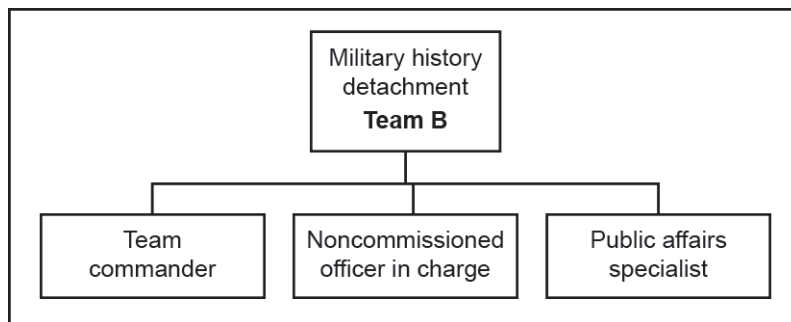 Military history
detachment
Team B
Team
commander
Noncommissioned
officer in charge
Public affairs
specialist